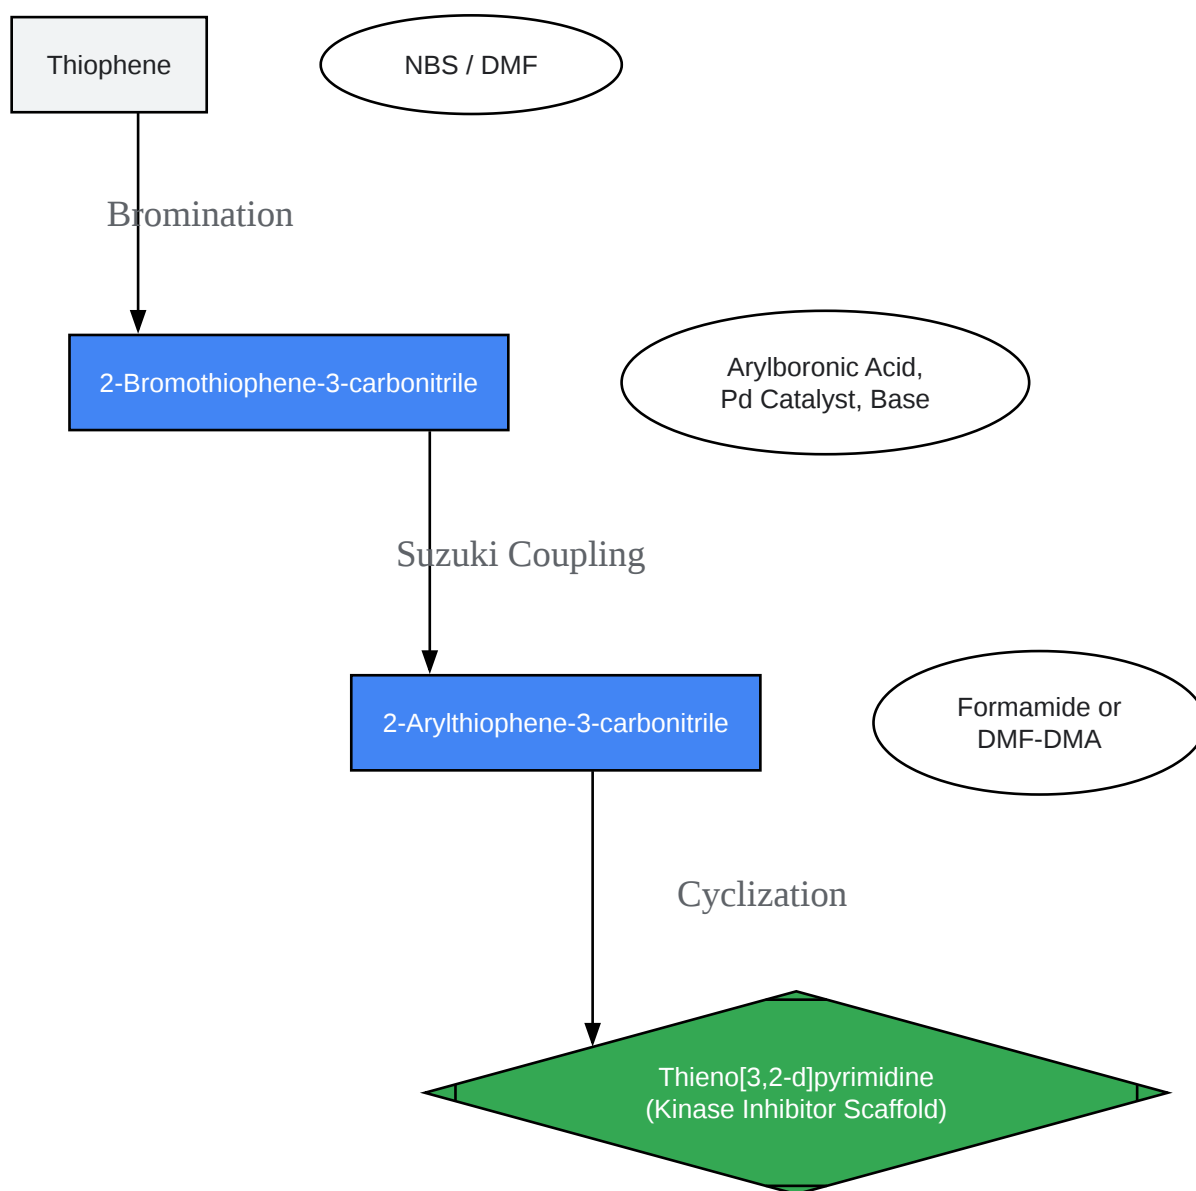 Thiophene
NBS / DMF
Bromination
2-Bromothiophene-3-carbonitrile
Arylboronic Acid,
Pd Catalyst, Base
Suzuki Coupling
2-Arylthiophene-3-carbonitrile
Formamide or
DMF-DMA
Cyclization
Thieno[3,2-d]pyrimidine
(Kinase Inhibitor Scaffold)